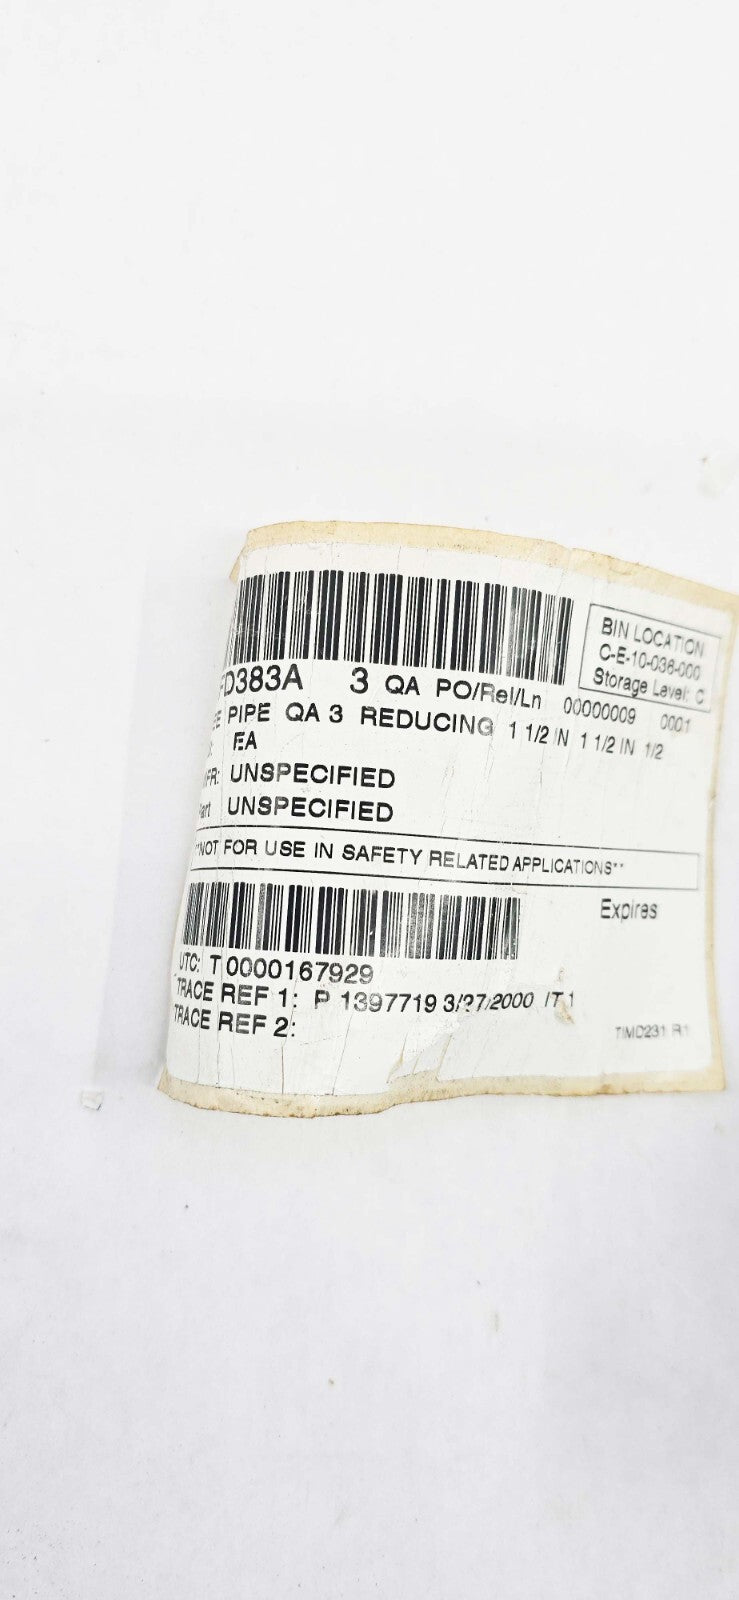 BIN LOCATION
C-E-10-036-000
Storage Level: C
D383A 3 QA PO/Rel/Ln 00000009 0001
PIPE QA 3 REDUCING 1 1/2 IN 1 1/2 IN 1/2
EA
UNSPECIFIED
UNSPECIFIED
**NOT FOR USE IN SAFETY RELATED APPLICATIONS**
Expires
UTC: T0000167929
TRACE REF 1: P 1397719 3/27/2000 IT 1
TRACE REF 2:
TIMC231 R1